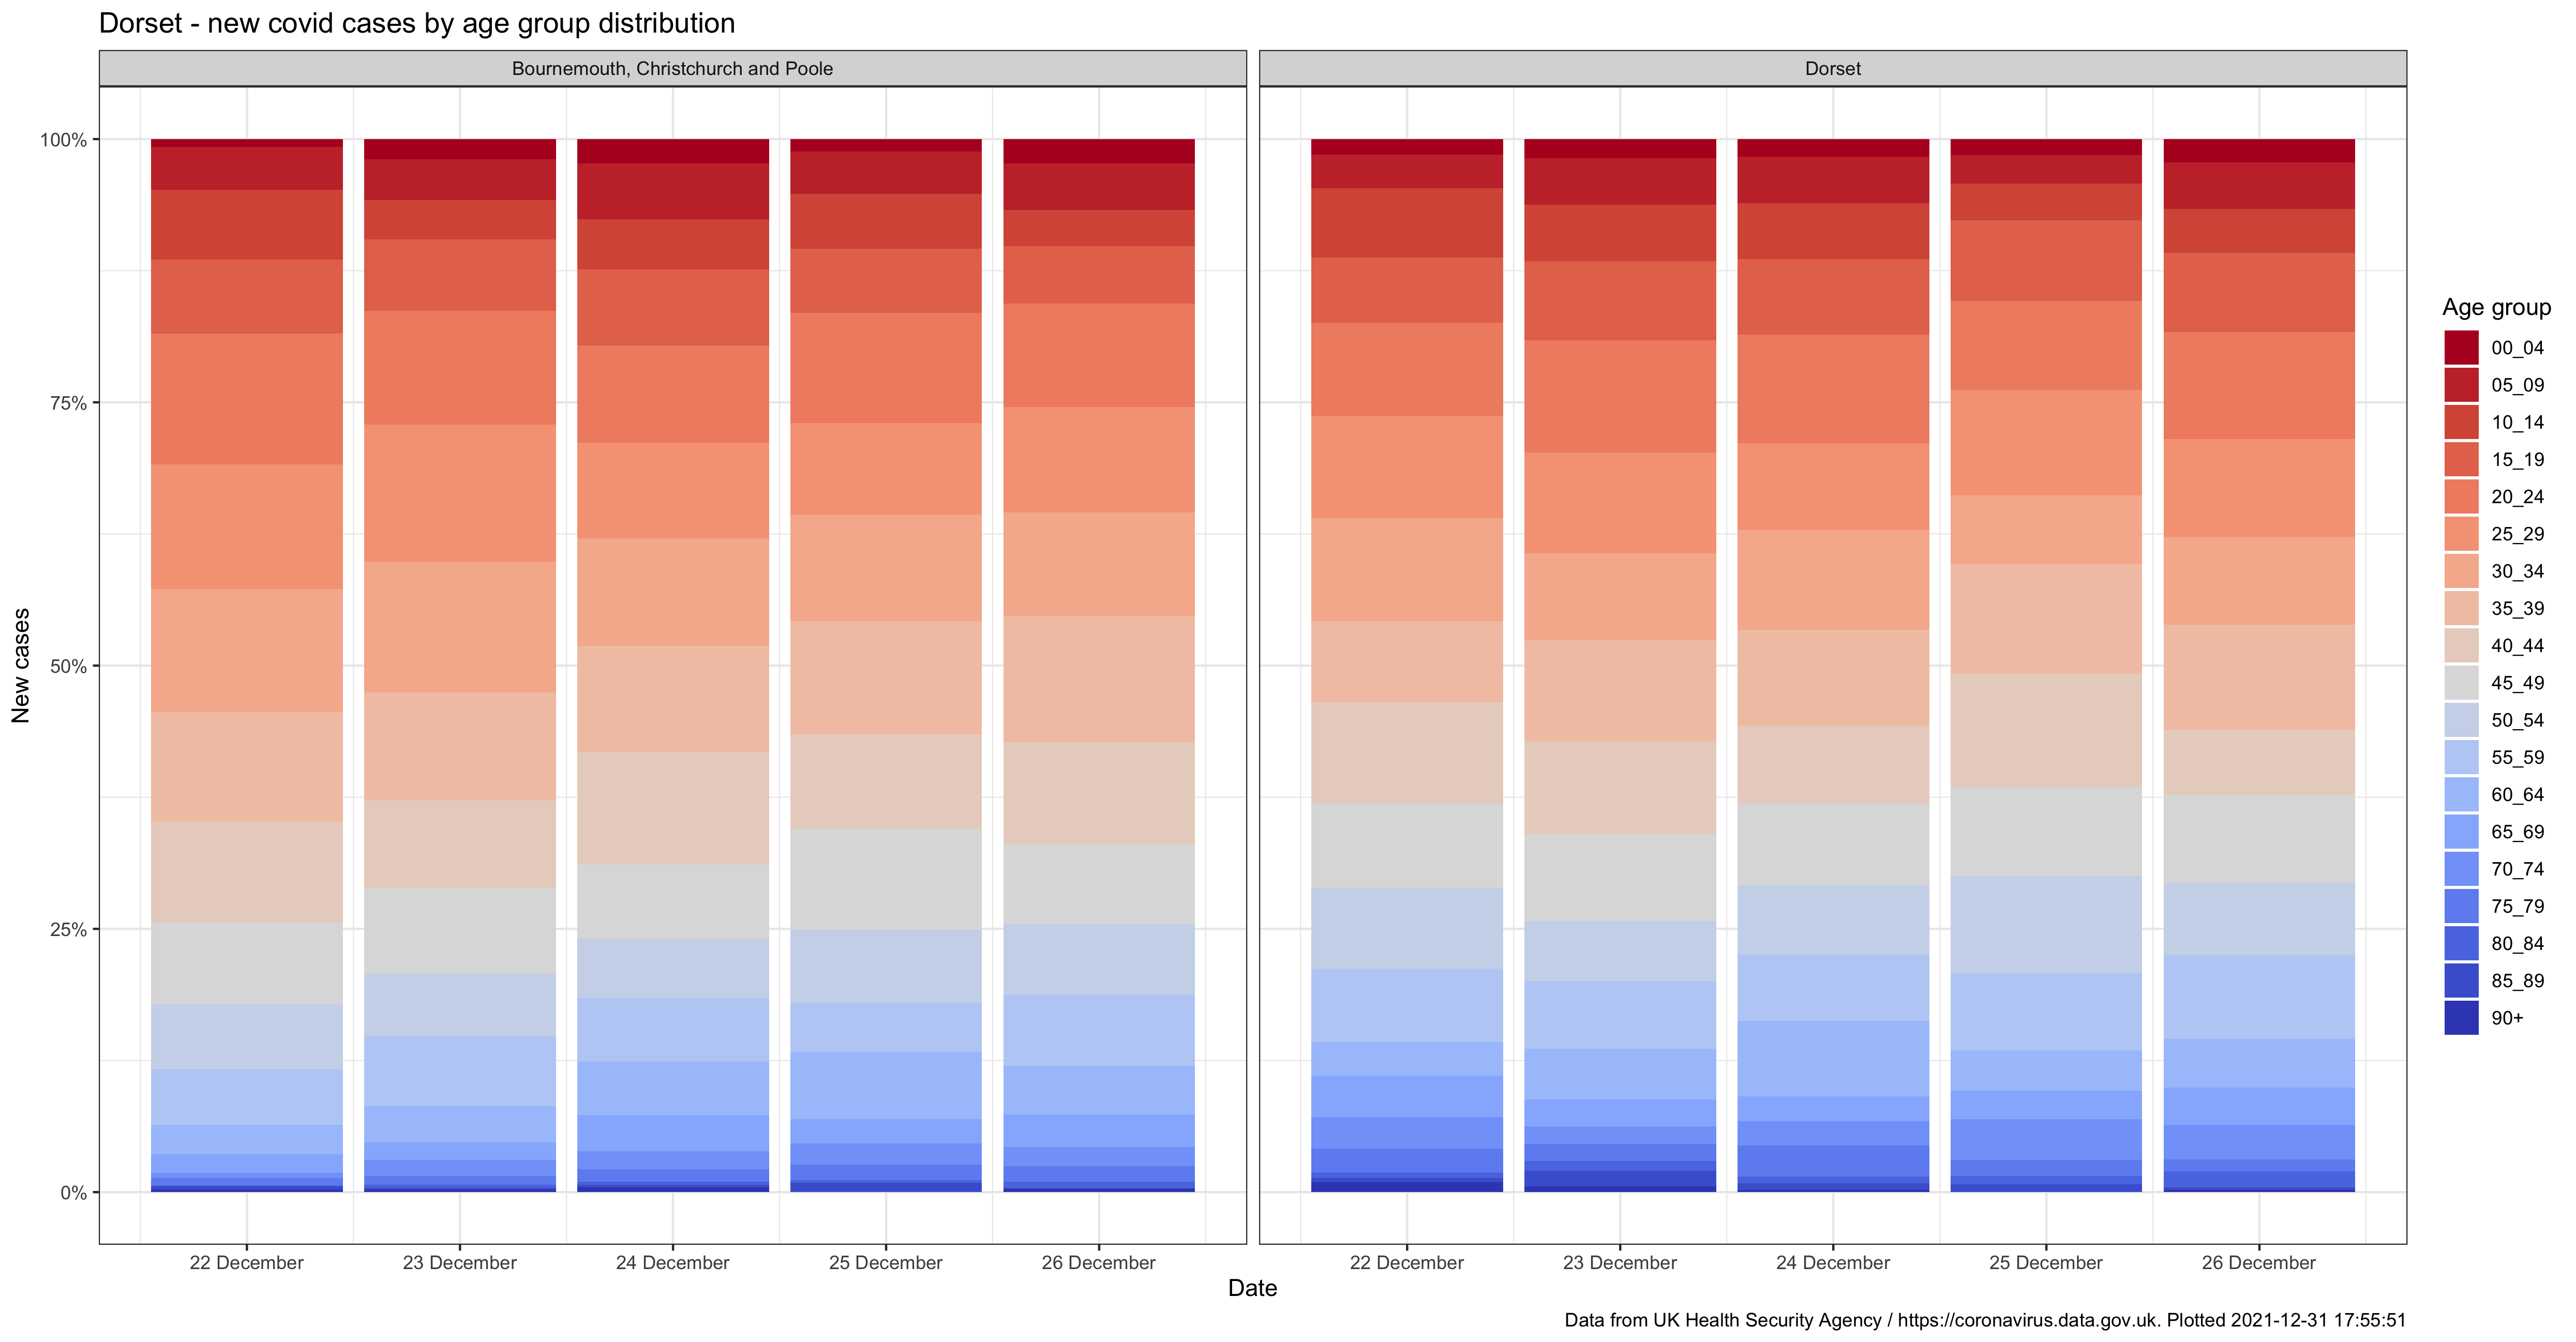 Dorset - new covid cases by age group distribution
Bournemouth, Christchurch and Poole
Dorset
100%
75%
50%
25%
0%
New cases
22 December
23 December
24 December
25 December
26 December
22 December
23 December
24 December
25 December
26 December
Date
Age group
00_04
05_09
10_14
15_19
20_24
25_29
30_34
35_39
40_44
45_49
50_54
55_59
60_64
65_69
70_74
75_79
80_84
85_89
90+
Data from UK Health Security Agency / https://coronavirus.data.gov.uk. Plotted 2021-12-31 17:55:51